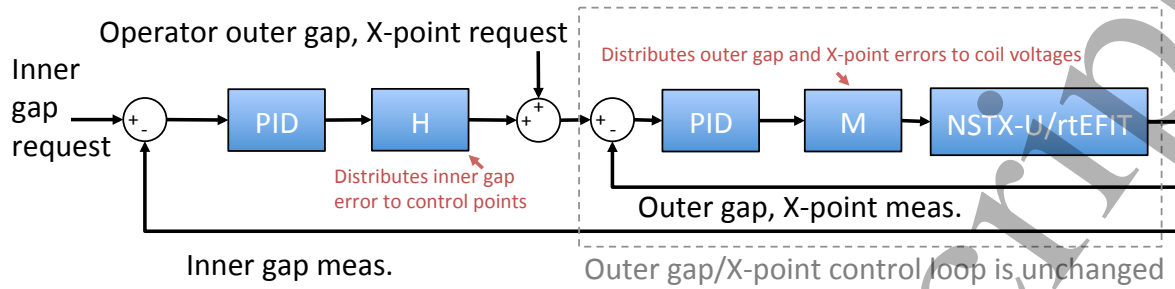 Operator outer gap, X-point request
Distributes outer gap and X-point errors to coil voltages
Inner
gap
request
+
-
PID
H
+
+
+
-
PID
M
NSTX-U/rtEFIT
Distributes inner gap
error to control points
Outer gap, X-point meas.
Inner gap meas.
Outer gap/X-point control loop is unchanged